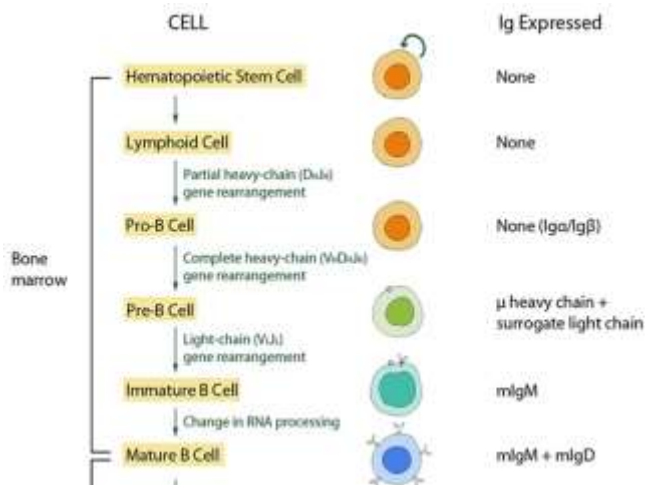 CELL
Ig Expressed
Hematopoietic Stem Cell
None
Lymphoid Cell
None
Partial heavy-chain (DHJH)
gene rearrangement
Pro-B Cell
None (Igα/Igβ)
Bone
marrow
Complete heavy-chain (VHDHJH)
gene rearrangement
Pre-B Cell
μ heavy chain +
surrogate light chain
Light-chain (VLJL)
gene rearrangement
Immature B Cell
mIgM
Change in RNA processing
Mature B Cell
mIgM + mIgD